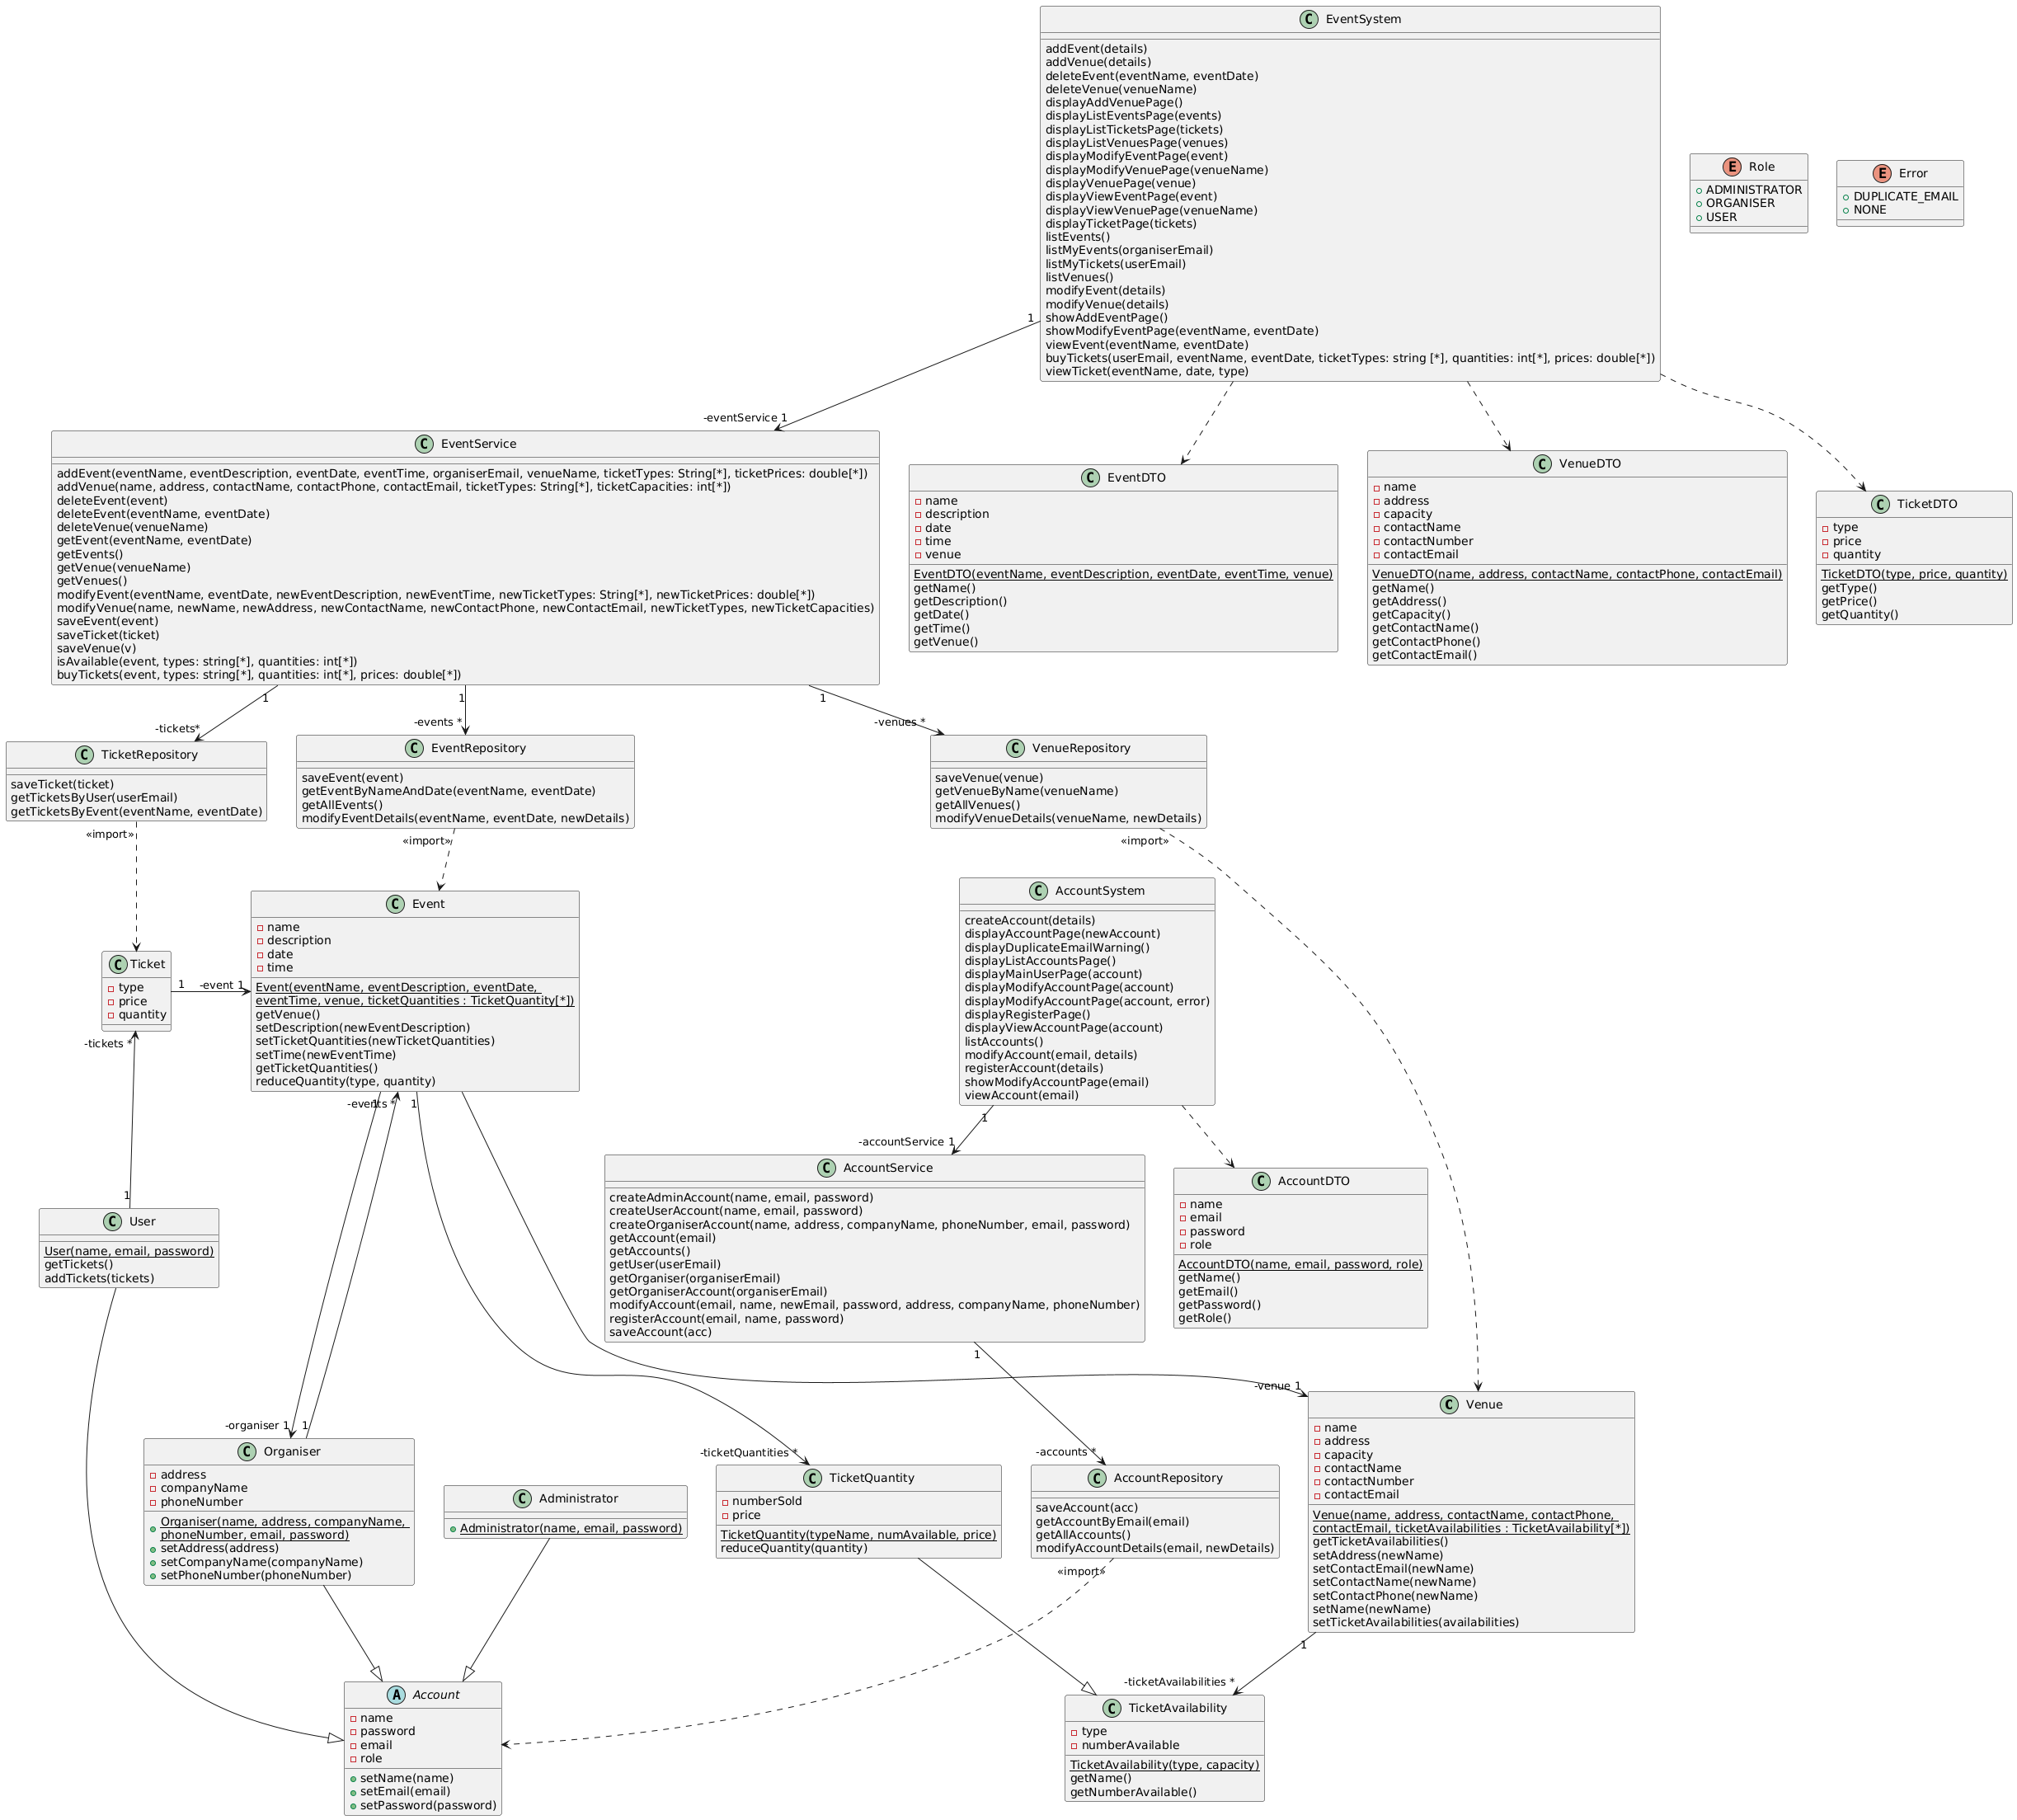 EventSystem
addEvent(details)
addVenue(details)
deleteEvent(eventName, eventDate)
deleteVenue(venueName)
displayAddVenuePage()
displayListEventsPage(events)
displayListTicketsPage(tickets)
displayListVenuesPage(venues)
displayModifyEventPage(event)
displayModifyVenuePage(venueName)
displayVenuePage(venue)
displayViewEventPage(event)
displayViewVenuePage(venueName)
displayTicketPage(tickets)
listEvents()
listMyEvents(organiserEmail)
listMyTickets(userEmail)
listVenues()
modifyEvent(details)
modifyVenue(details)
showAddEventPage()
showModifyEventPage(eventName, eventDate)
viewEvent(eventName, eventDate)
buyTickets(userEmail, eventName, eventDate, ticketTypes: string [*], quantities: int[*], prices: double[*])
viewTicket(eventName, date, type)
E Role
ADMINISTRATOR
ORGANISER
USER
E Error
DUPLICATE_EMAIL
NONE
1
-eventService 1
C EventService
addEvent(eventName, eventDescription, eventDate, eventTime, organiserEmail, venueName, ticketTypes: String[*], ticketPrices: double[*])
addVenue(name, address, contactName, contactPhone, contactEmail, ticketTypes: String[*], ticketCapacities: int[*])
deleteEvent(event)
deleteEvent(eventName, eventDate)
deleteVenue(venueName)
getEvent(eventName, eventDate)
getEvents()
getVenue(venueName)
getVenues()
modifyEvent(eventName, eventDate, newEventDescription, newEventTime, newTicketTypes: String[*], newTicketPrices: double[*])
modifyVenue(name, newName, newAddress, newContactName, newContactPhone, newContactEmail, newTicketTypes, newTicketCapacities)
saveEvent(event)
saveTicket(ticket)
saveVenue(v)
isAvailable(event, types: string[*], quantities: int[*])
buyTickets(event, types: string[*], quantities: int[*], prices: double[*])
C EventDTO
name
description
date
time
venue
EventDTO(eventName, eventDescription, eventDate, eventTime, venue)
getName()
getDescription()
getDate()
getTime()
getVenue()
C VenueDTO
name
address
capacity
contactName
contactNumber
contactEmail
VenueDTO(name, address, contactName, contactPhone, contactEmail)
getName()
getAddress()
getCapacity()
getContactName()
getContactPhone()
getContactEmail()
C TicketDTO
type
price
quantity
TicketDTO(type, price, quantity)
getType()
getPrice()
getQuantity()
1
-tickets*
1
-events *
1
-venues *
C TicketRepository
saveTicket(ticket)
getTicketsByUser(userEmail)
getTicketsByEvent(eventName, eventDate)
«import»
C EventRepository
saveEvent(event)
getEventByNameAndDate(eventName, eventDate)
getAllEvents()
modifyEventDetails(eventName, eventDate, newDetails)
«import»
C VenueRepository
saveVenue(venue)
getVenueByName(venueName)
getAllVenues()
modifyVenueDetails(venueName, newDetails)
«import»
C Ticket
type
price
quantity
1
-event 1
-tickets *
1
C Event
name
description
date
time
Event(eventName, eventDescription, eventDate,
eventTime, venue, ticketQuantities : TicketQuantity[*])
getVenue()
setDescription(newEventDescription)
setTicketQuantities(newTicketQuantities)
setTime(newEventTime)
getTicketQuantities()
reduceQuantity(type, quantity)
-events *
1
1
C AccountSystem
createAccount(details)
displayAccountPage(newAccount)
displayDuplicateEmailWarning()
displayListAccountsPage()
displayMainUserPage(account)
displayModifyAccountPage(account)
displayModifyAccountPage(account, error)
displayRegisterPage()
displayViewAccountPage(account)
listAccounts()
modifyAccount(email, details)
registerAccount(details)
showModifyAccountPage(email)
viewAccount(email)
1
-accountService 1
C AccountService
createAdminAccount(name, email, password)
createUserAccount(name, email, password)
createOrganiserAccount(name, address, companyName, phoneNumber, email, password)
getAccount(email)
getAccounts()
getUser(userEmail)
getOrganiser(organiserEmail)
getOrganiserAccount(organiserEmail)
modifyAccount(email, name, newEmail, password, address, companyName, phoneNumber)
registerAccount(email, name, password)
saveAccount(acc)
1
-accounts *
C AccountDTO
name
email
password
role
AccountDTO(name, email, password, role)
getName()
getEmail()
getPassword()
getRole()
C User
User(name, email, password)
getTickets()
addTickets(tickets)
-organiser 1
1
C Organiser
address
companyName
phoneNumber
Organiser(name, address, companyName,
phoneNumber, email, password)
setAddress(address)
setCompanyName(companyName)
setPhoneNumber(phoneNumber)
C Administrator
Administrator(name, email, password)
-ticketQuantities *
C TicketQuantity
numberSold
price
TicketQuantity(typeName, numAvailable, price)
reduceQuantity(quantity)
C AccountRepository
saveAccount(acc)
getAccountByEmail(email)
getAllAccounts()
modifyAccountDetails(email, newDetails)
«import»
-venue 1
C Venue
name
address
capacity
contactName
contactNumber
contactEmail
Venue(name, address, contactName, contactPhone,
contactEmail, ticketAvailabilities : TicketAvailability[*])
getTicketAvailabilities()
setAddress(newName)
setContactEmail(newName)
setContactName(newName)
setContactPhone(newName)
setName(newName)
setTicketAvailabilities(availabilities)
1
-ticketAvailabilities *
A Account
name
password
email
role
setName(name)
setEmail(email)
setPassword(password)
C TicketAvailability
type
numberAvailable
TicketAvailability(type, capacity)
getName()
getNumberAvailable()